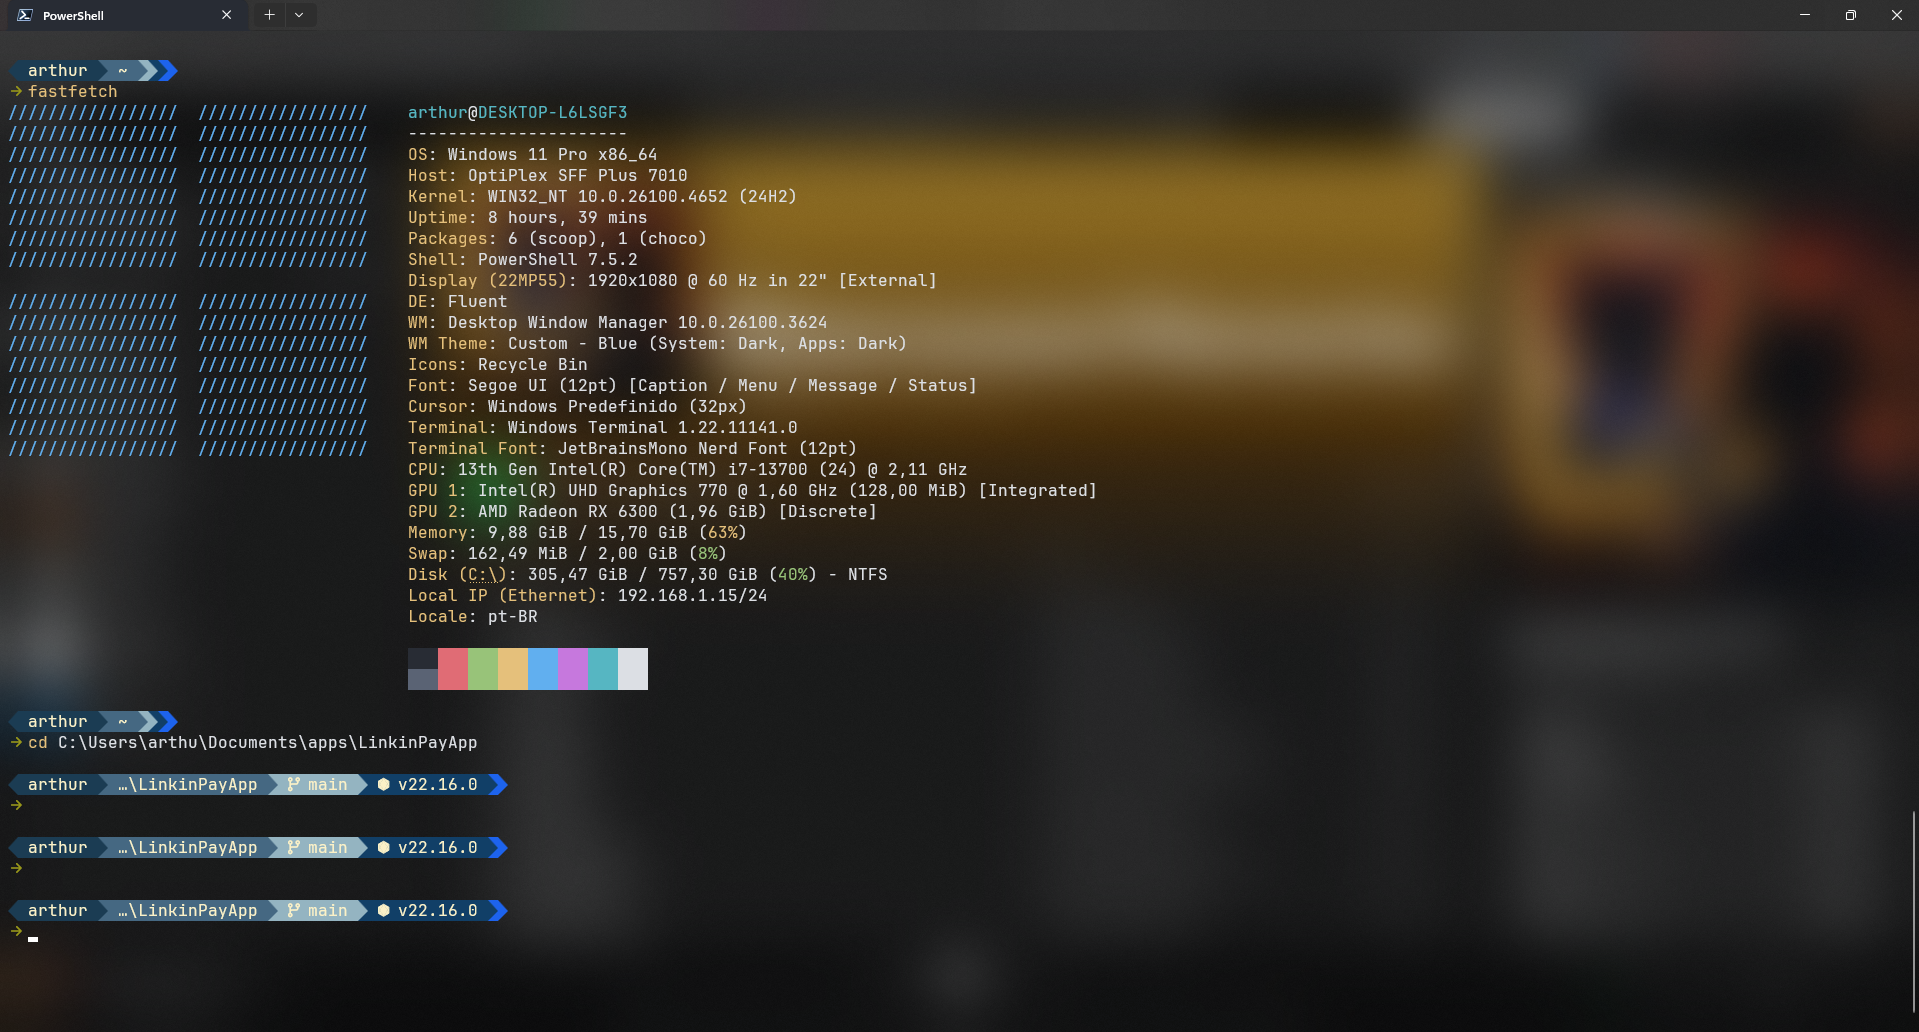 PowerShell
arthur ~
→ fastfetch
///////////////// ///////////////// arthur@DESKTOP-L6LSGF3
///////////////// ///////////////// ----------------------
///////////////// ///////////////// OS: Windows 11 Pro x86_64
///////////////// ///////////////// Host: OptiPlex SFF Plus 7010
///////////////// ///////////////// Kernel: WIN32_NT 10.0.26100.4652 (24H2)
///////////////// ///////////////// Uptime: 8 hours, 39 mins
///////////////// ///////////////// Packages: 6 (scoop), 1 (choco)
///////////////// ///////////////// Shell: PowerShell 7.5.2
Display (22MP55): 1920x1080 @ 60 Hz in 22" [External]
///////////////// ///////////////// DE: Fluent
///////////////// ///////////////// WM: Desktop Window Manager 10.0.26100.3624
///////////////// ///////////////// WM Theme: Custom - Blue (System: Dark, Apps: Dark)
///////////////// ///////////////// Icons: Recycle Bin
///////////////// ///////////////// Font: Segoe UI (12pt) [Caption / Menu / Message / Status]
///////////////// ///////////////// Cursor: Windows Predefinido (32px)
///////////////// ///////////////// Terminal: Windows Terminal 1.22.11141.0
///////////////// ///////////////// Terminal Font: JetBrainsMono Nerd Font (12pt)
CPU: 13th Gen Intel(R) Core(TM) i7-13700 (24) @ 2,11 GHz
GPU 1: Intel(R) UHD Graphics 770 @ 1,60 GHz (128,00 MiB) [Integrated]
GPU 2: AMD Radeon RX 6300 (1,96 GiB) [Discrete]
Memory: 9,88 GiB / 15,70 GiB (63%)
Swap: 162,49 MiB / 2,00 GiB (8%)
Disk (C:\): 305,47 GiB / 757,30 GiB (40%) - NTFS
Local IP (Ethernet): 192.168.1.15/24
Locale: pt-BR
arthur ~
→ cd C:\Users\arthu\Documents\apps\LinkinPayApp
arthur …\LinkinPayApp main v22.16.0
→
arthur …\LinkinPayApp main v22.16.0
→
arthur …\LinkinPayApp main v22.16.0
→